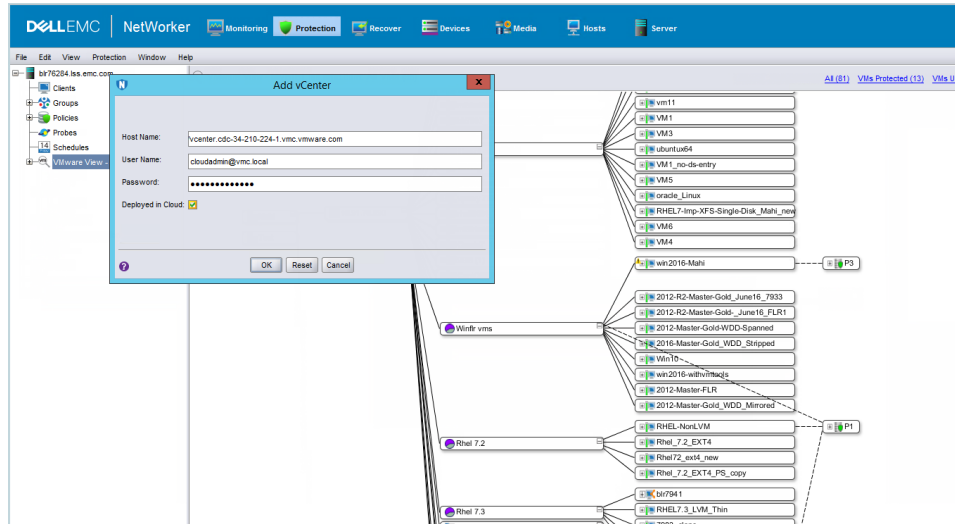 DELLEMC | NetWorker Monitoring Protection Recover Devices Media Hosts Server
File Edit View Protection Window Help
blr76284.lss.emc.com
Clients
Groups
Policies
Probes
14 Schedules
VMware View -
All (81) VMs Protected (13) VMs U
Add vCenter
Host Name: vcenter.cdc-34-210-224-1.vmc.vmware.com
User Name: cloudadmin@vmc.local
Password: •••••••••••••
Deployed in Cloud:
OK Reset Cancel
vm11
VM1
VM3
ubuntux64
VM1_no-ds-entry
VM5
oracle_Linux
RHEL7-Imp-XFS-Single-Disk_Mahi_new
VM6
VM4
win2016-Mahi
P3
Winflr vms
2012-R2-Master-Gold_June16_7933
2012-R2-Master-Gold-_June16_FLR1
2012-Master-Gold-WDD-Spanned
2016-Master-Gold_WDD_Stripped
Win10
win2016-withvmtools
2012-Master-FLR
2012-Master-Gold_WDD_Mirrored
P1
Rhel 7.2
RHEL-NonLVM
Rhel_7.2_EXT4
Rhel72_ext4_new
Rhel_7.2_EXT4_PS_copy
Rhel 7.3
blr7941
RHEL7.3_LVM_Thin